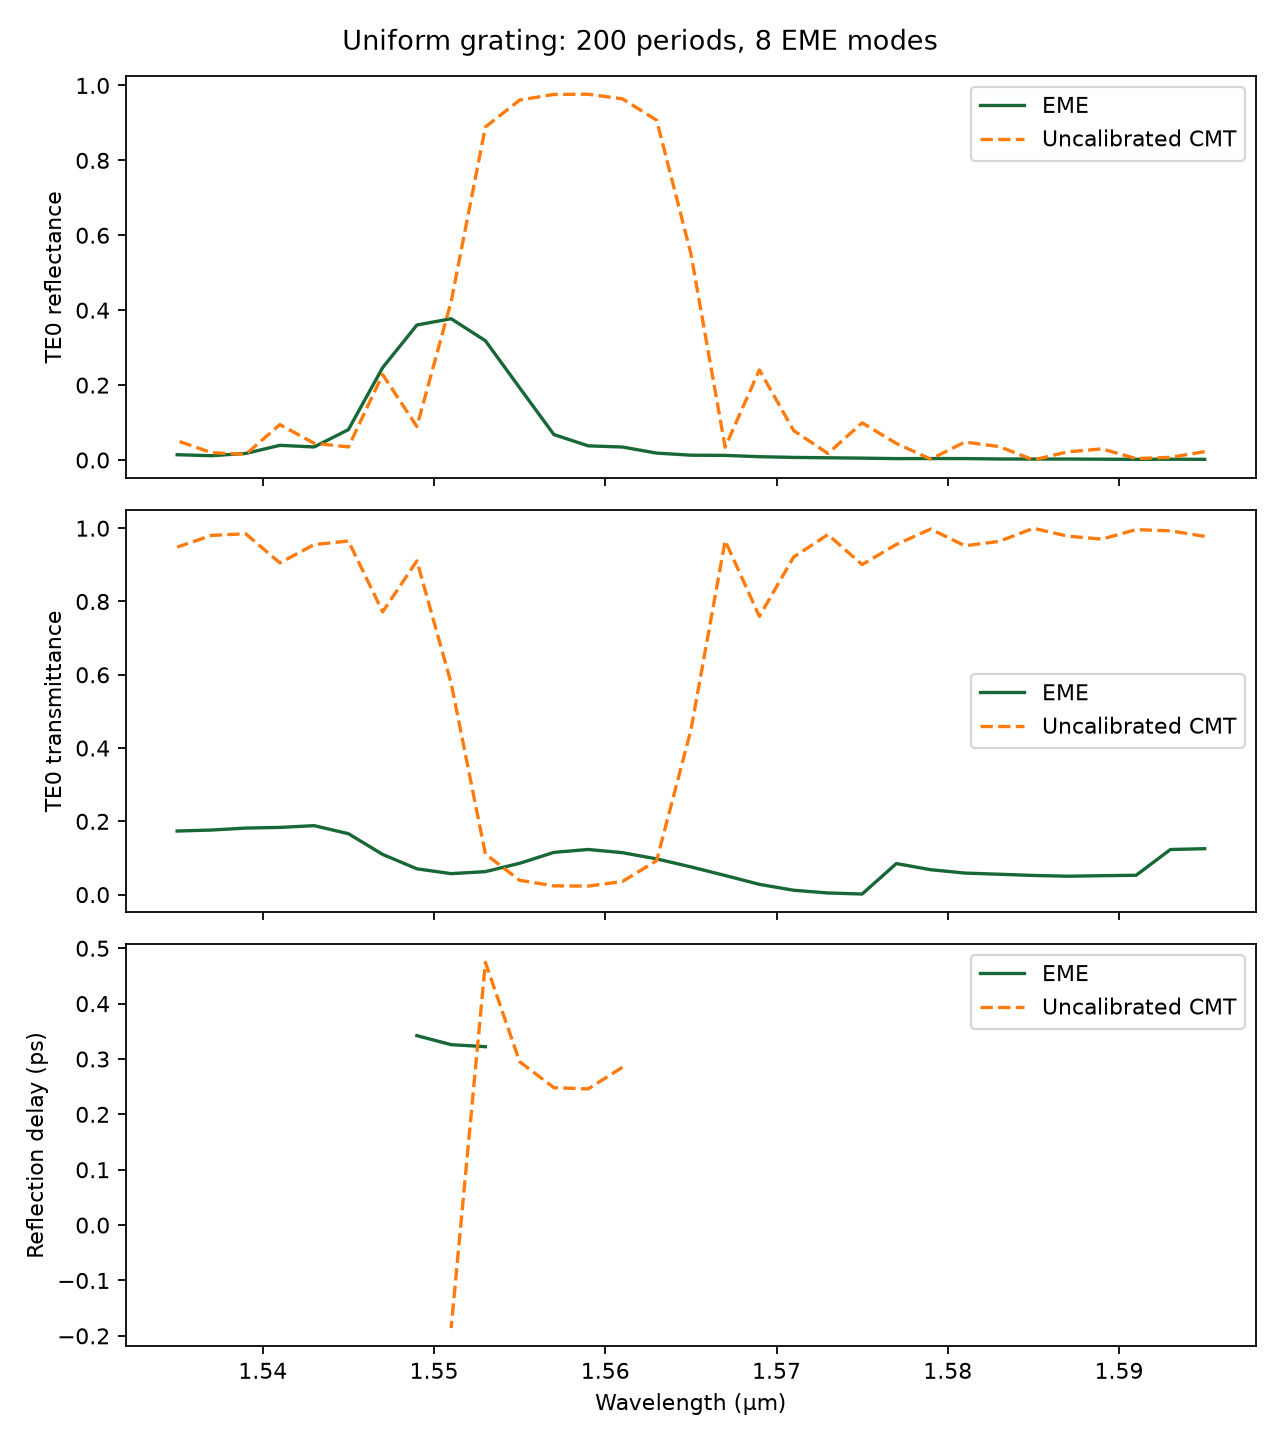 Uniform grating: 200 periods, 8 EME modes
1.0
0.8
0.6
0.4
0.2
0.0
TE0 reflectance
EME
Uncalibrated CMT
1.0
0.8
0.6
0.4
0.2
0.0
TE0 transmittance
EME
Uncalibrated CMT
0.5
0.4
0.3
0.2
0.1
0.0
−0.1
−0.2
Reflection delay (ps)
EME
Uncalibrated CMT
1.54 1.55 1.56 1.57 1.58 1.59
Wavelength (μm)